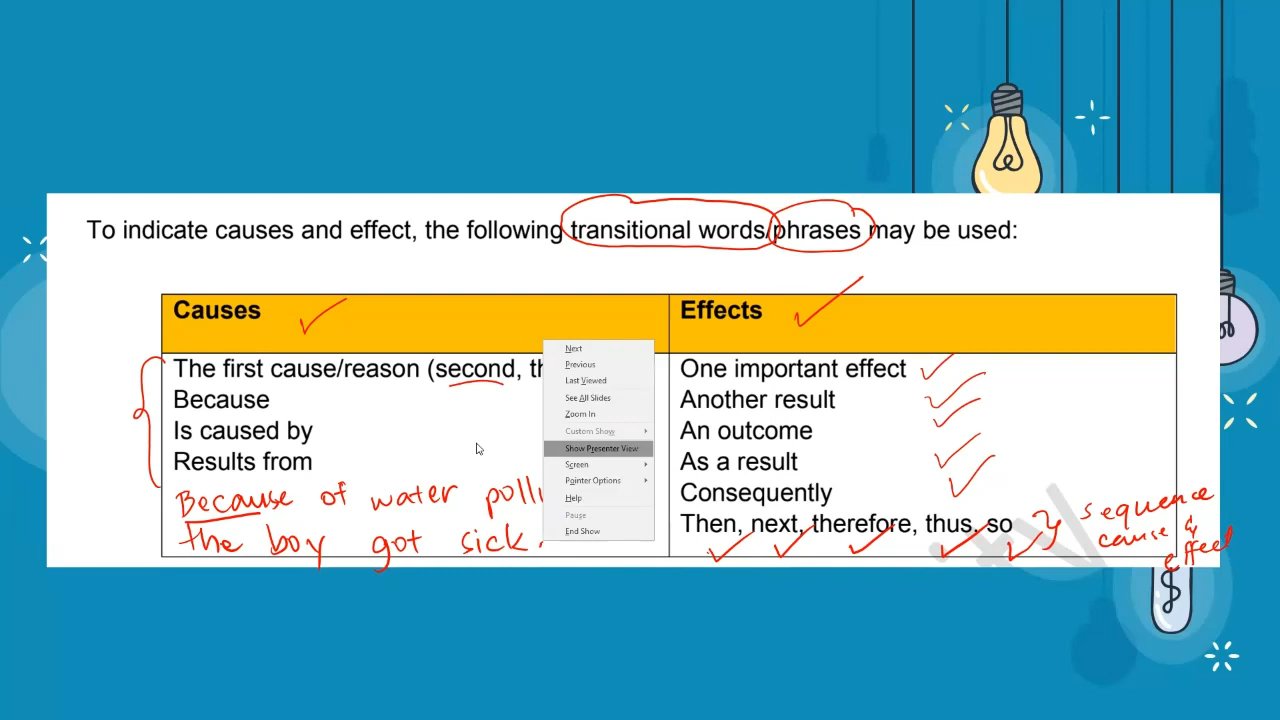 To indicate causes and effect, the following transitional words/phrases may be used:
Causes
Effects
The first cause/reason (second, th
Because
Is caused by
Results from
Because of water pollu
the boy got sick.
One important effect
Another result
An outcome
As a result
Consequently
Then, next, therefore, thus, so
sequence
cause &
effect
Next
Previous
Last Viewed
See All Slides
Zoom In
Custom Show
Show Presenter View
Screen
Pointer Options
Help
Pause
End Show